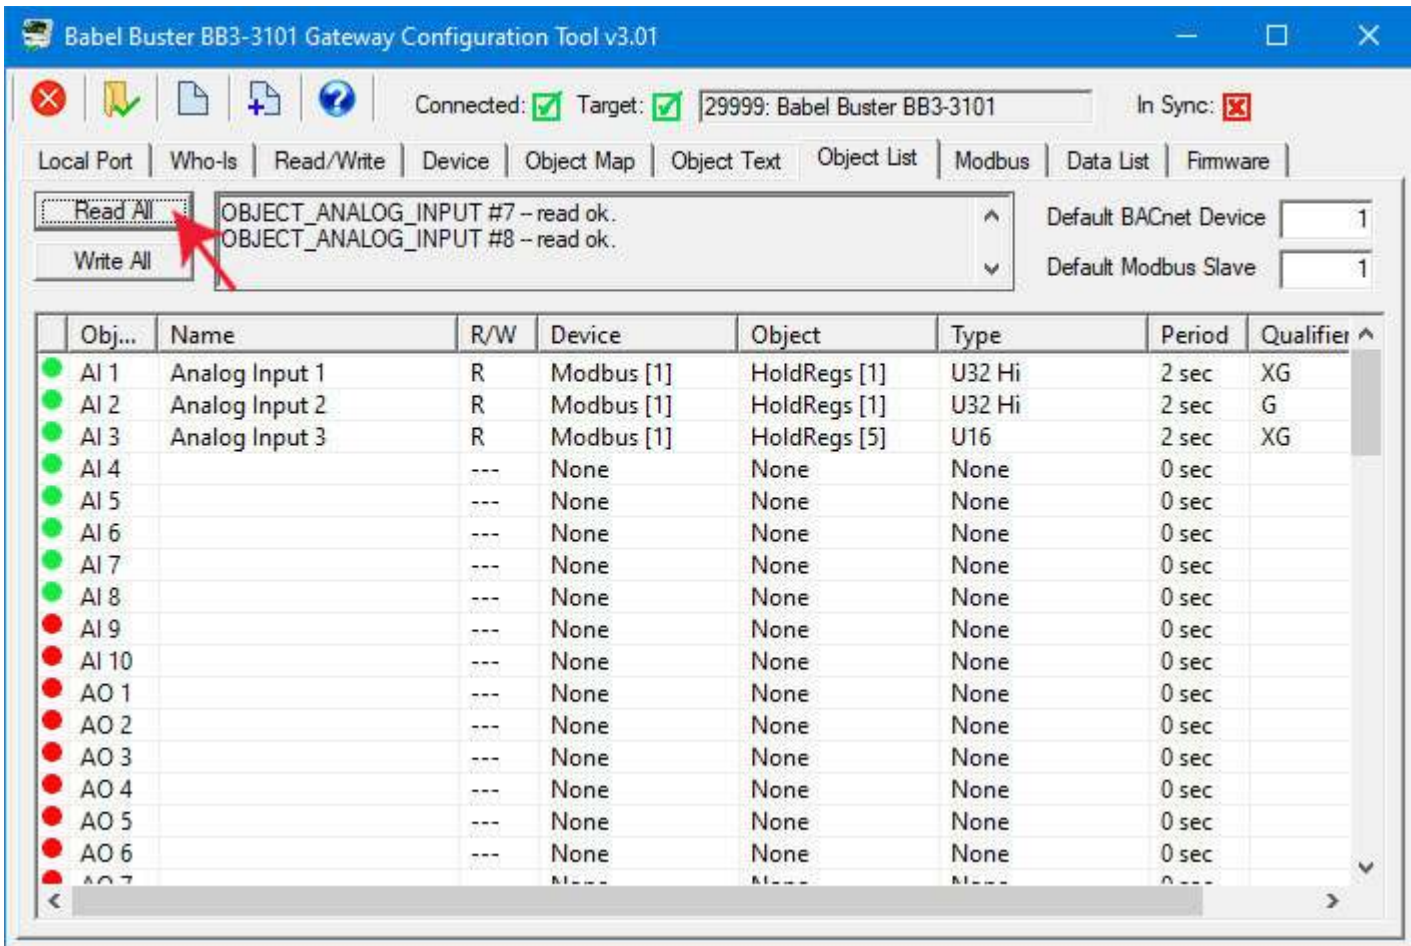 Babel Buster BB3-3101 Gateway Configuration Tool v3.01
Connected: Target: 29999: Babel Buster BB3-3101 In Sync:
Local Port Who-Is Read/Write Device Object Map Object Text Object List Modbus Data List Firmware
Read All
OBJECT_ANALOG_INPUT #7 -- read ok.
OBJECT_ANALOG_INPUT #8 -- read ok.
Default BACnet Device 1
Write All
Default Modbus Slave 1
Obj... Name R/W Device Object Type Period Qualifier
AI 1 Analog Input 1 R Modbus [1] HoldRegs [1] U32 Hi 2 sec XG
AI 2 Analog Input 2 R Modbus [1] HoldRegs [1] U32 Hi 2 sec G
AI 3 Analog Input 3 R Modbus [1] HoldRegs [5] U16 2 sec XG
AI 4 --- None None None 0 sec
AI 5 --- None None None 0 sec
AI 6 --- None None None 0 sec
AI 7 --- None None None 0 sec
AI 8 --- None None None 0 sec
AI 9 --- None None None 0 sec
AI 10 --- None None None 0 sec
AO 1 --- None None None 0 sec
AO 2 --- None None None 0 sec
AO 3 --- None None None 0 sec
AO 4 --- None None None 0 sec
AO 5 --- None None None 0 sec
AO 6 --- None None None 0 sec